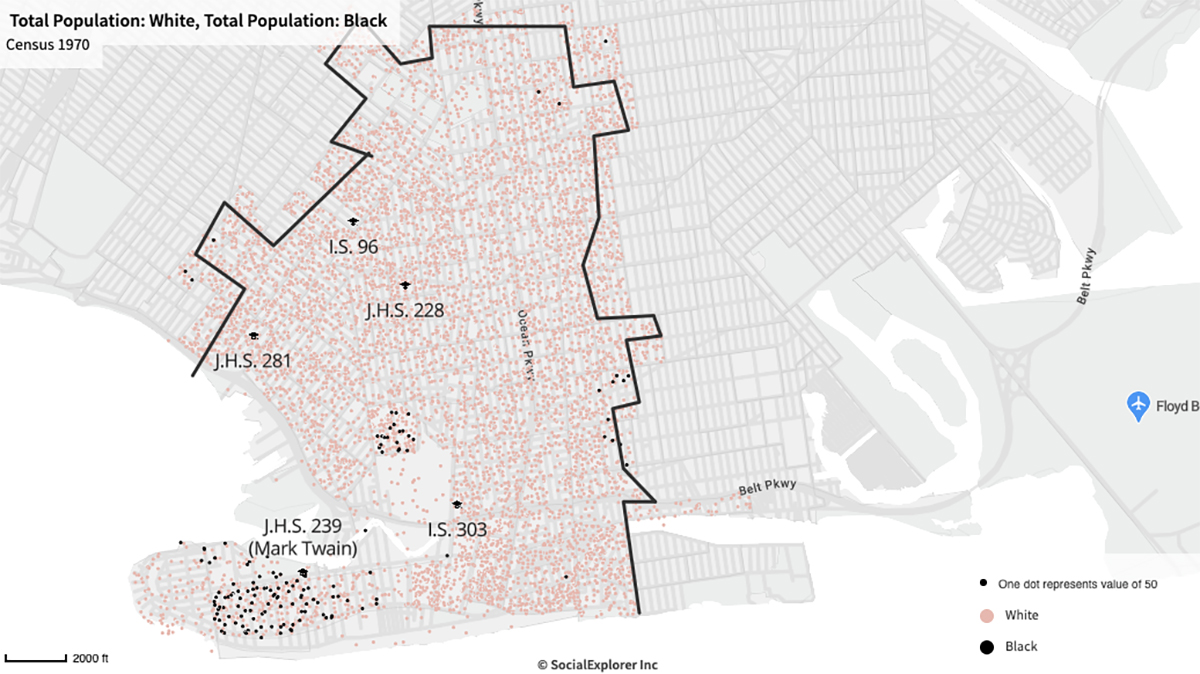 Total Population: White, Total Population: Black
Census 1970
kwy
I.S. 96
J.H.S. 228
Ocean Pkwy
J.H.S. 281
Belt Pkwy
Floyd B
Belt Pkwy
J.H.S. 239
(Mark Twain)
I.S. 303
One dot represents value of 50
White
Black
2000 ft
© SocialExplorer Inc